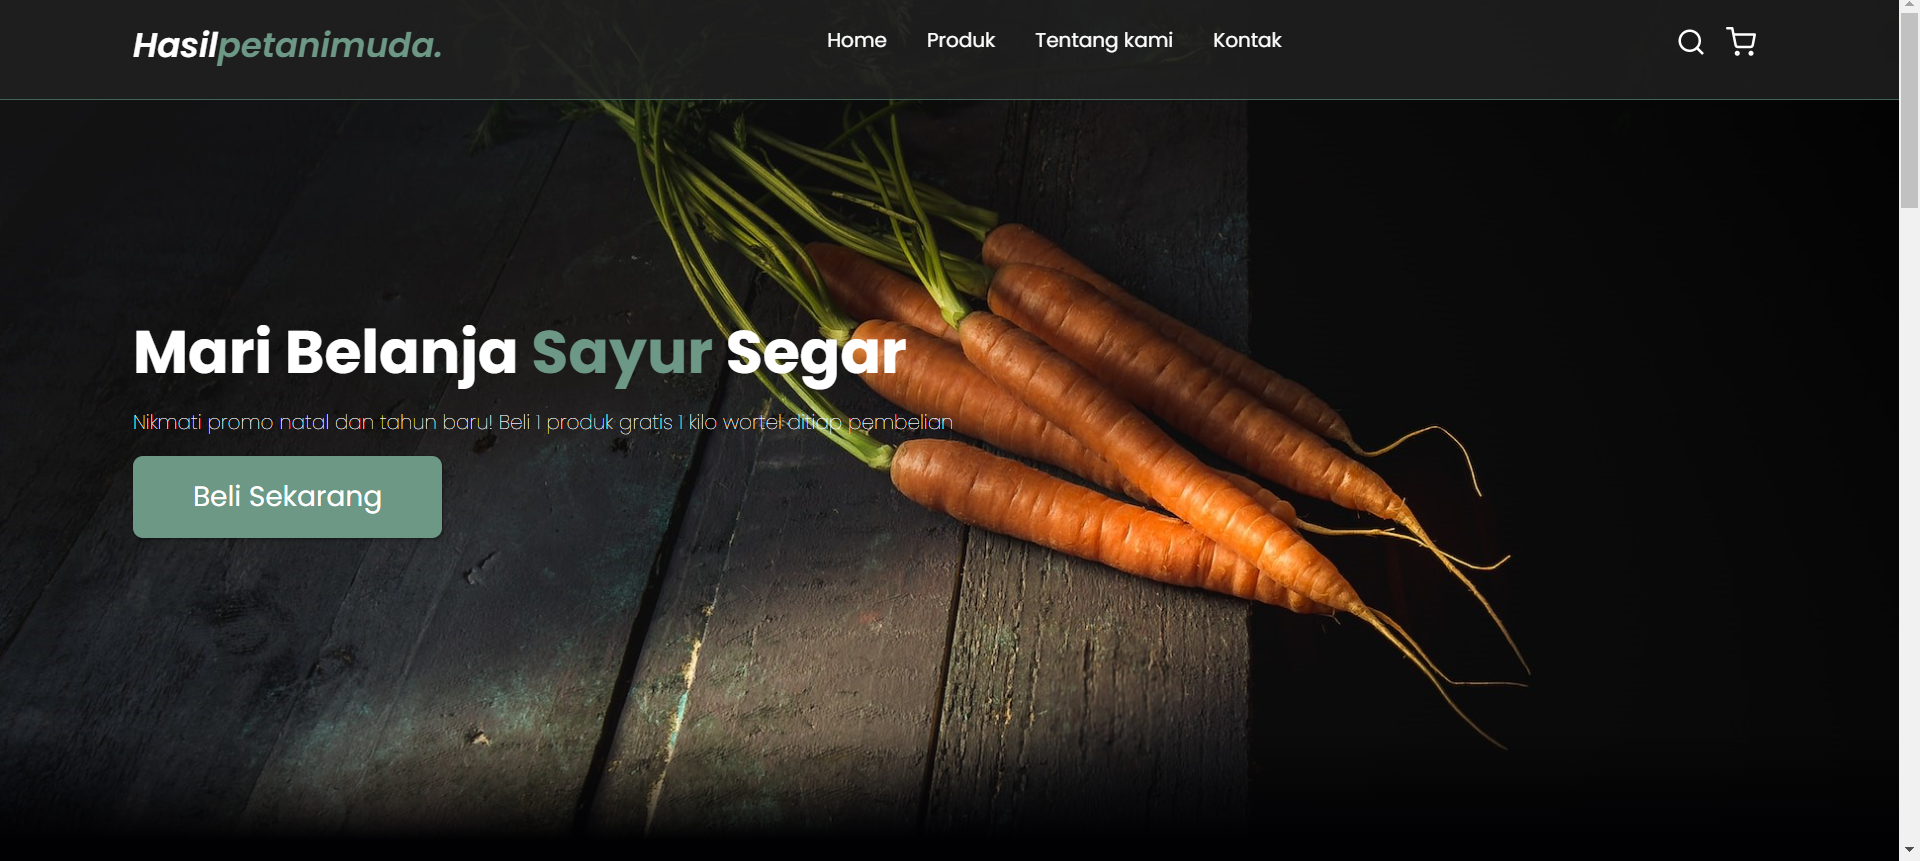 Hasilpetanimuda.
Home Produk Tentang kami Kontak
Mari Belanja Sayur Segar
Nikmati promo natal dan tahun baru! Beli 1 produk gratis 1 kilo wortel ditiap pembelian
Beli Sekarang